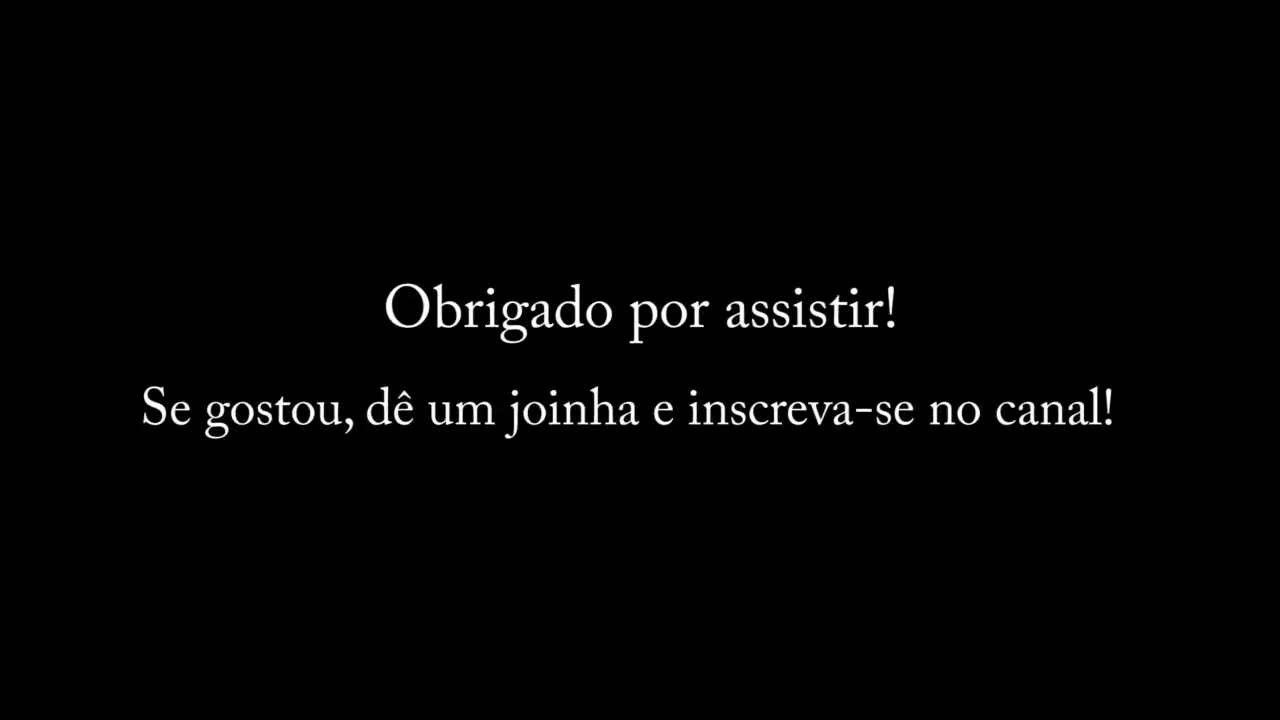 Obrigado por assistir!
Se gostou, dê um joinha e inscreva-se no canal!